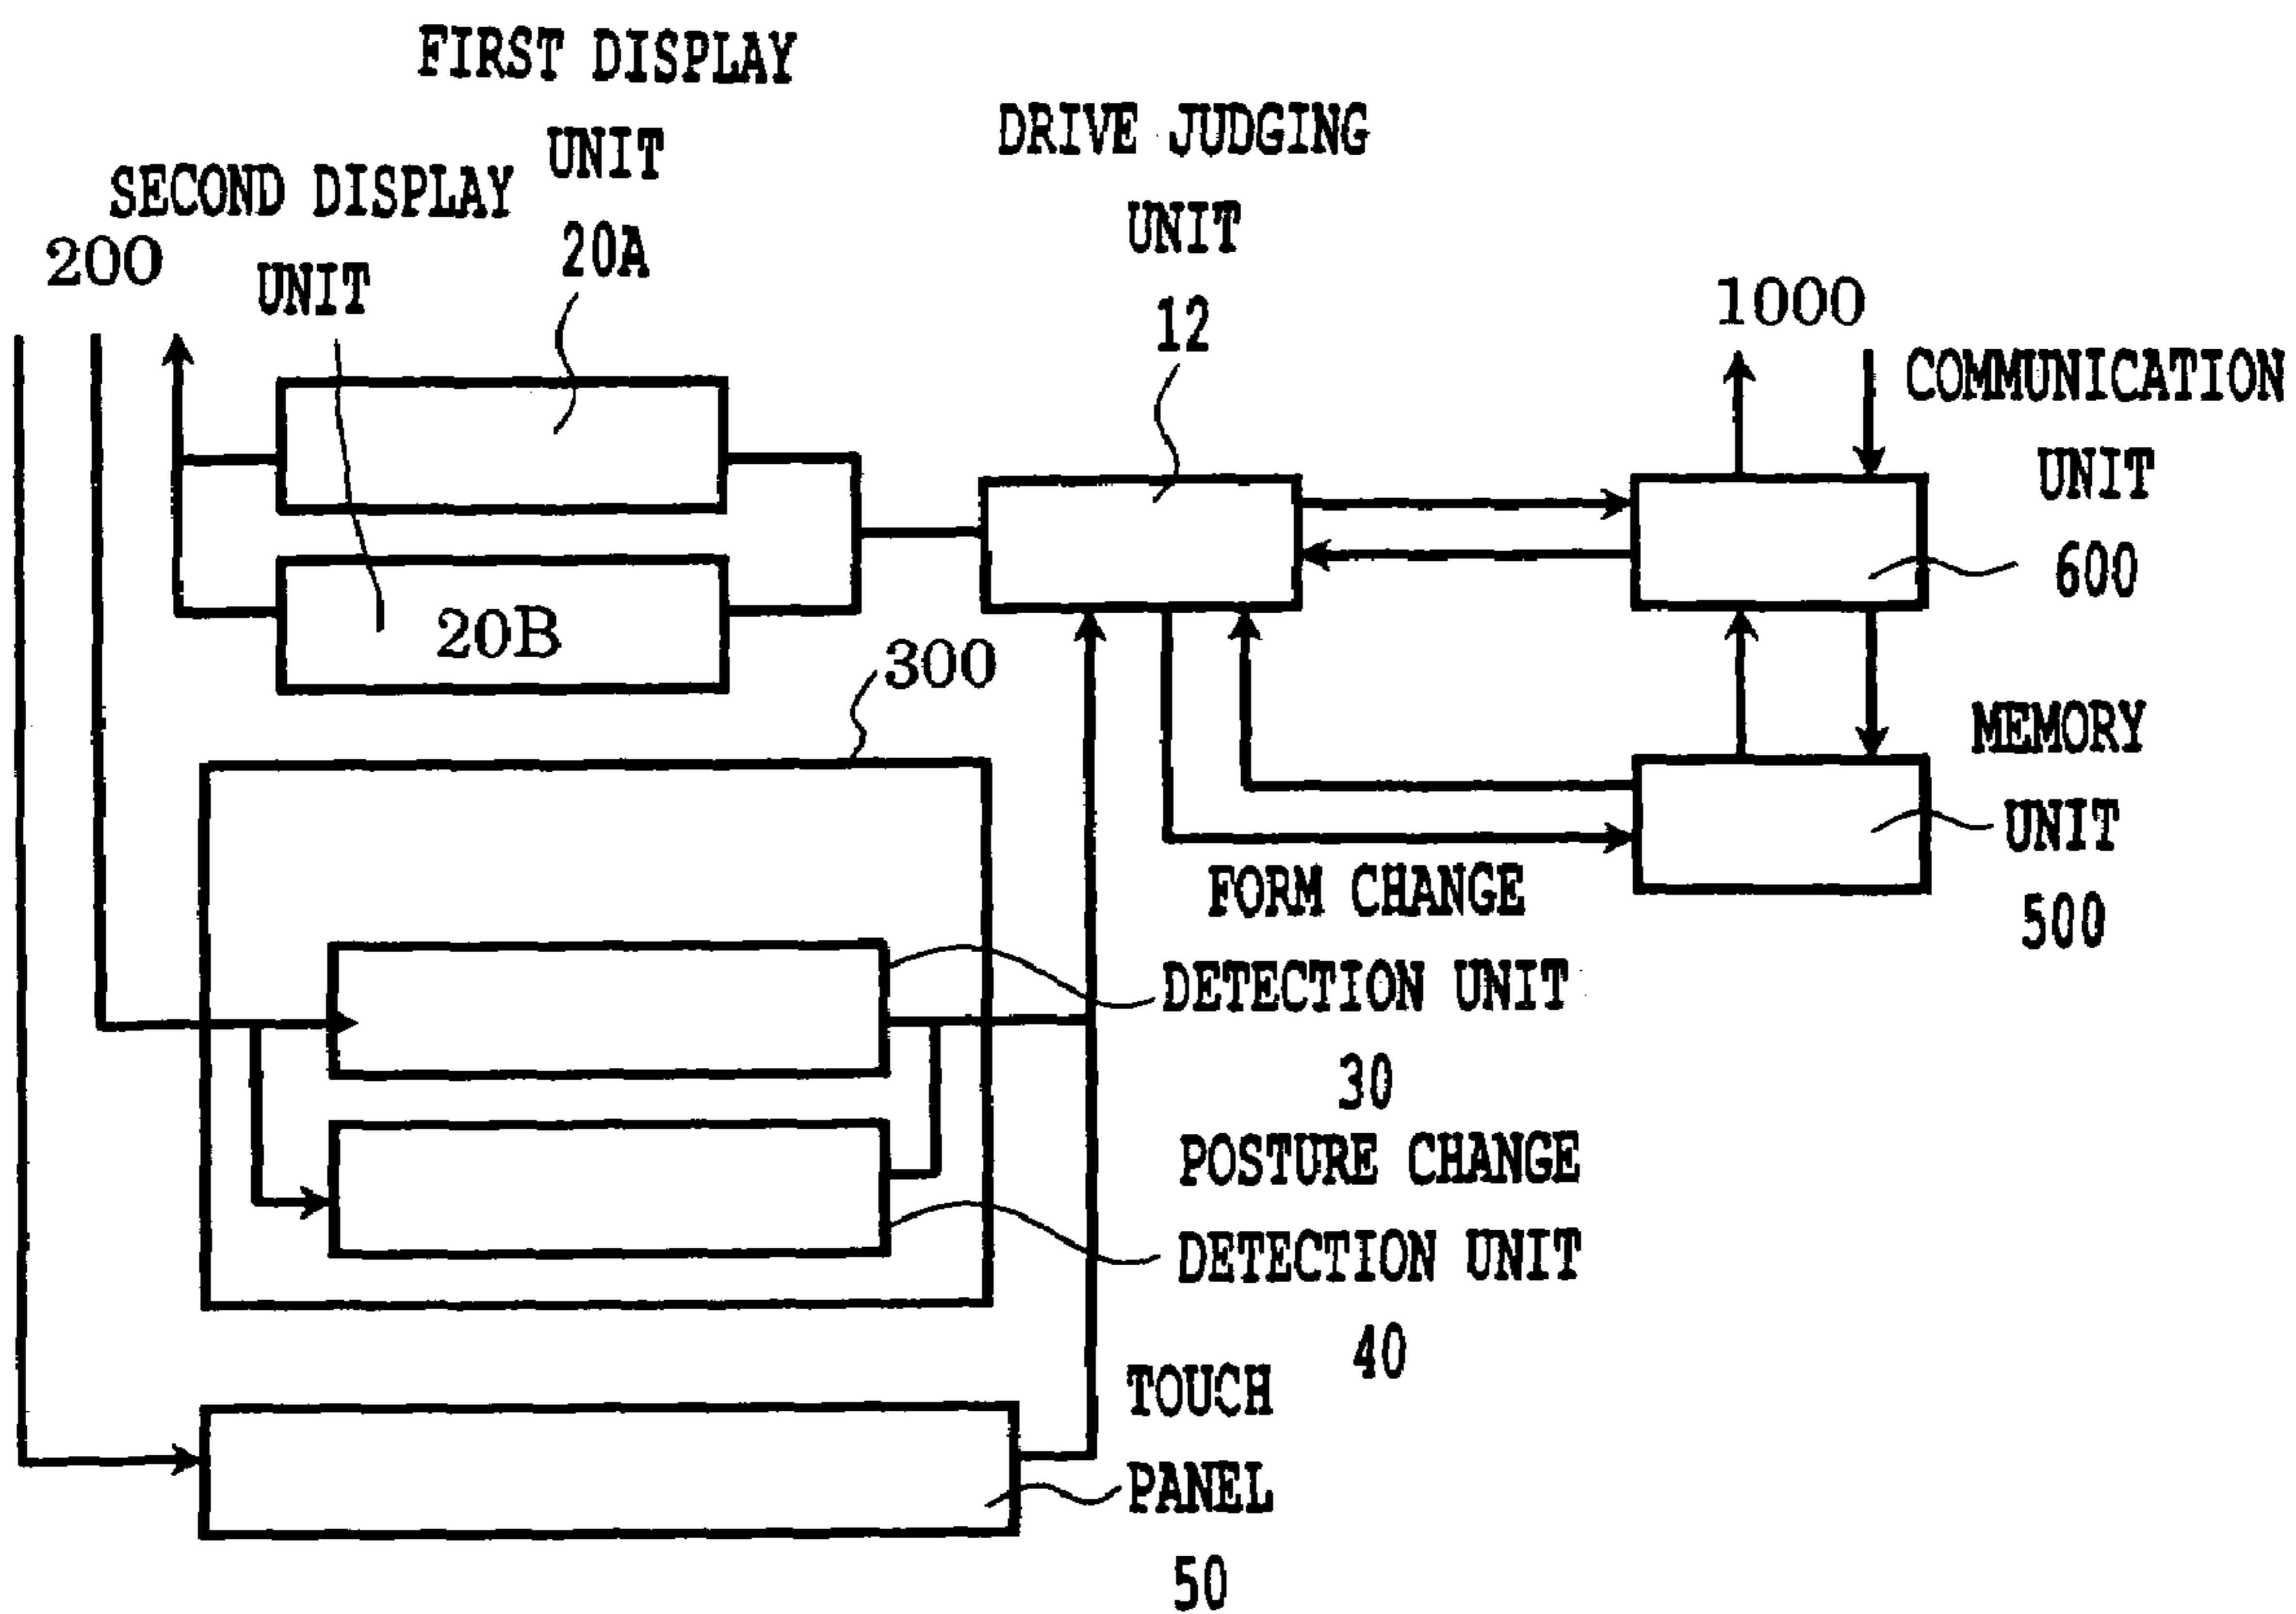 FIRST DISPLAY
UNIT
20A
SECOND DISPLAY
UNIT
200
20B
DRIVE JUDGING
UNIT
12
1000
COMMUNICATION
UNIT
600
300
MEMORY
UNIT
500
FORM CHANGE
DETECTION UNIT
30
POSTURE CHANGE
DETECTION UNIT
40
TOUCH
PANEL
50